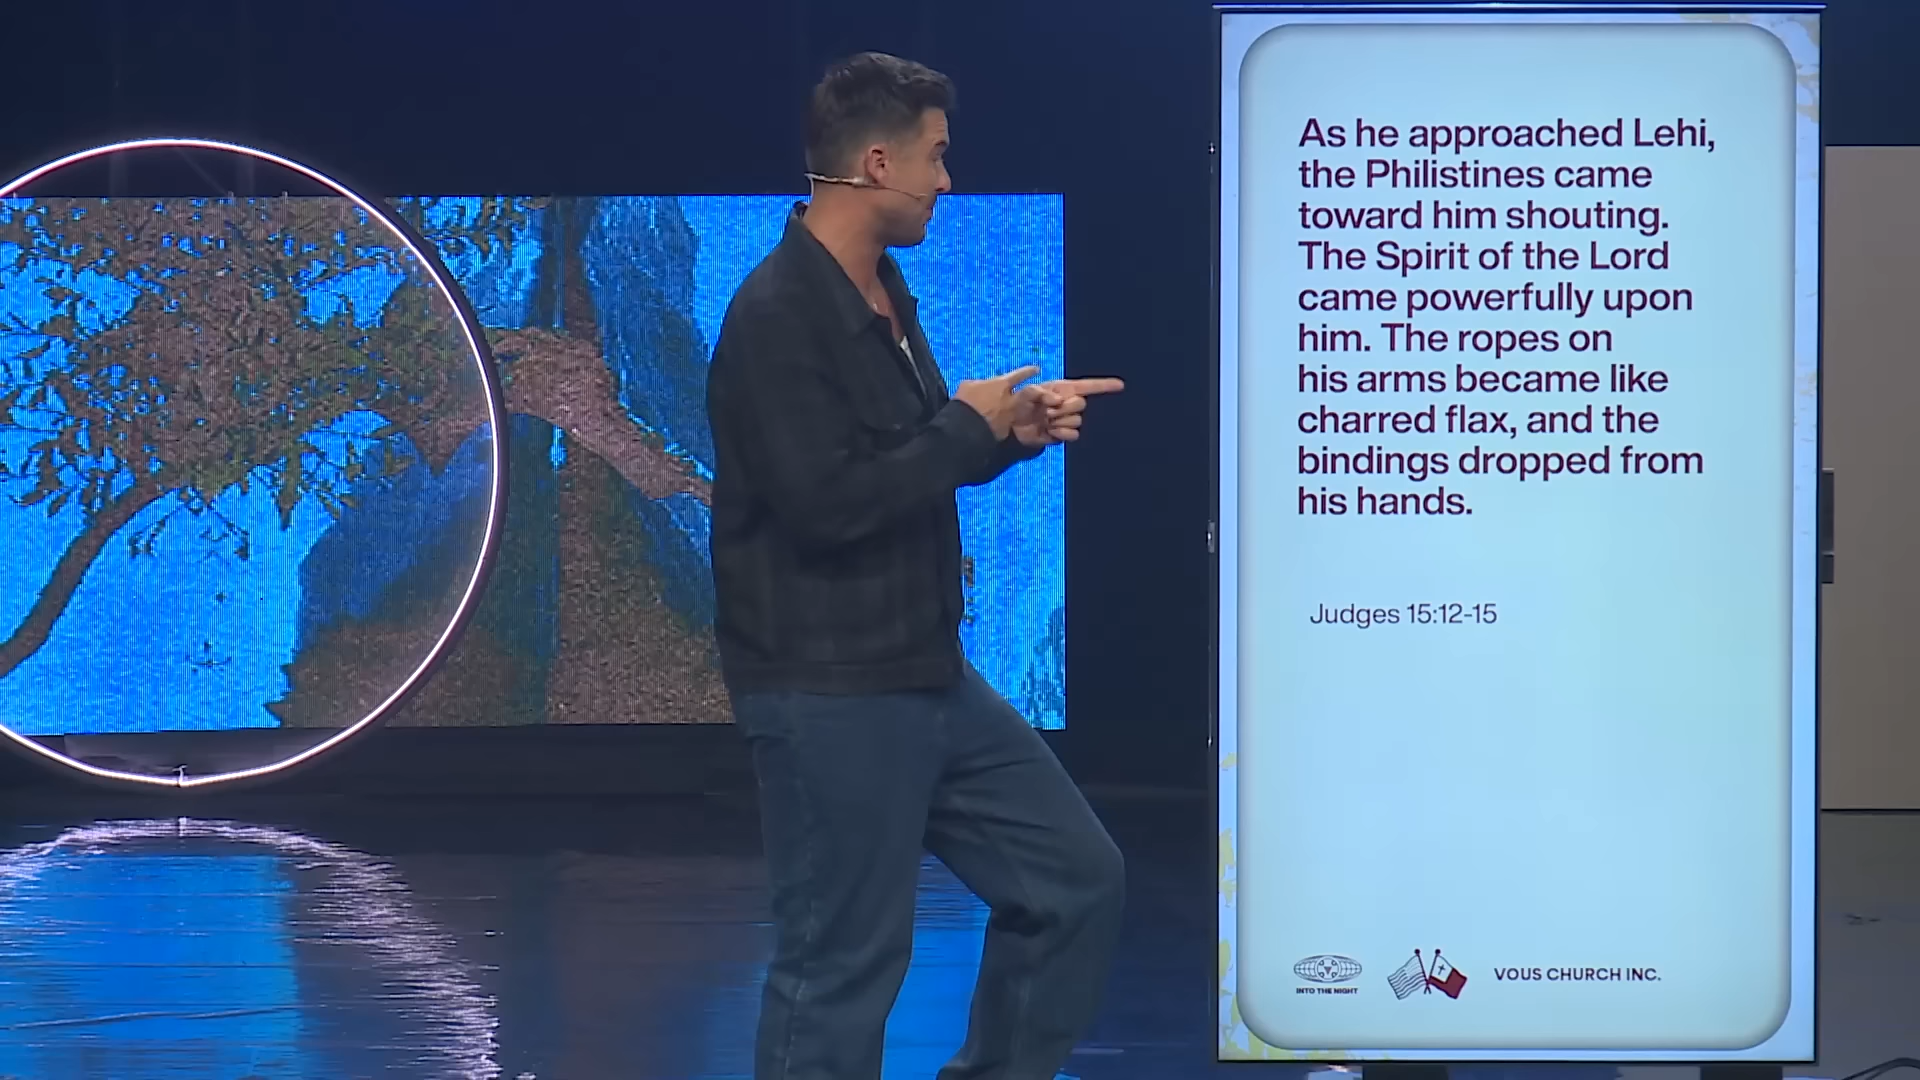 As he approached Lehi,
the Philistines came
toward him shouting.
The Spirit of the Lord
came powerfully upon
him. The ropes on
his arms became like
charred flax, and the
bindings dropped from
his hands.
Judges 15:12-15
INTO THE NIGHT
VOUS CHURCH INC.